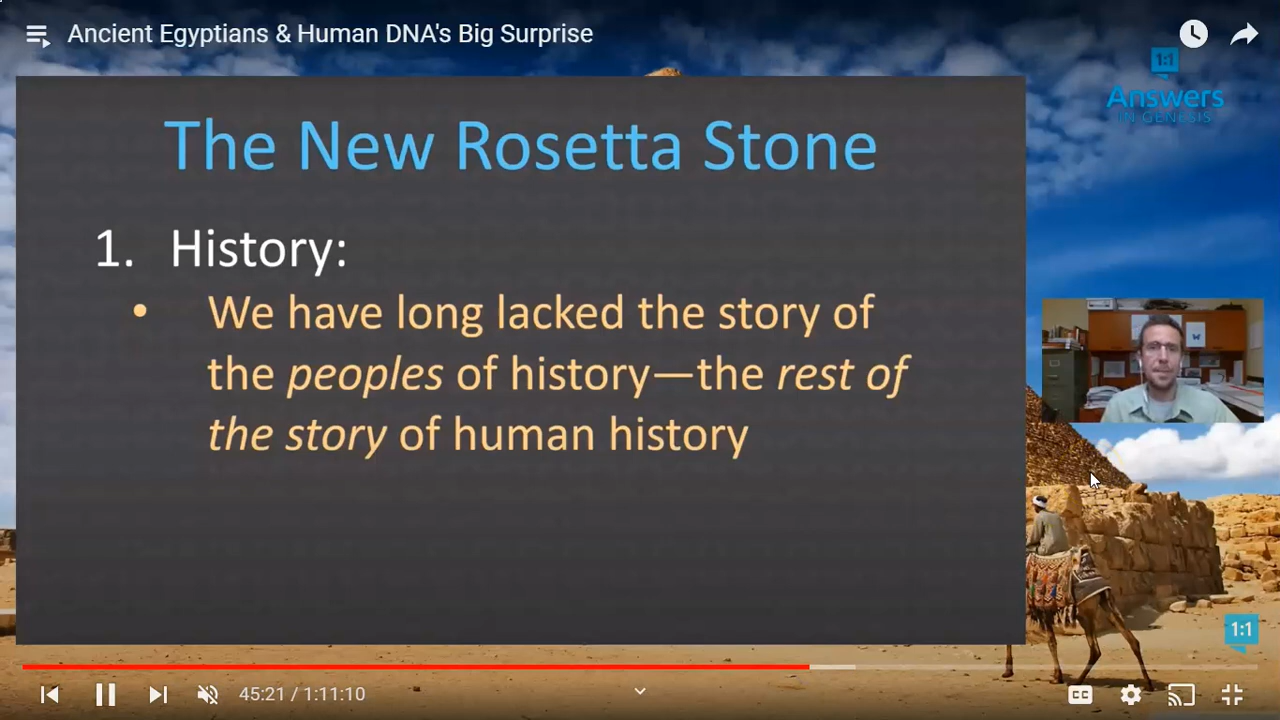 Ancient Egyptians & Human DNA's Big Surprise
1:1
Answers
IN GENESIS
The New Rosetta Stone
1. History:
• We have long lacked the story of
the peoples of history—the rest of
the story of human history
1:1
45:21 / 1:11:10
CC